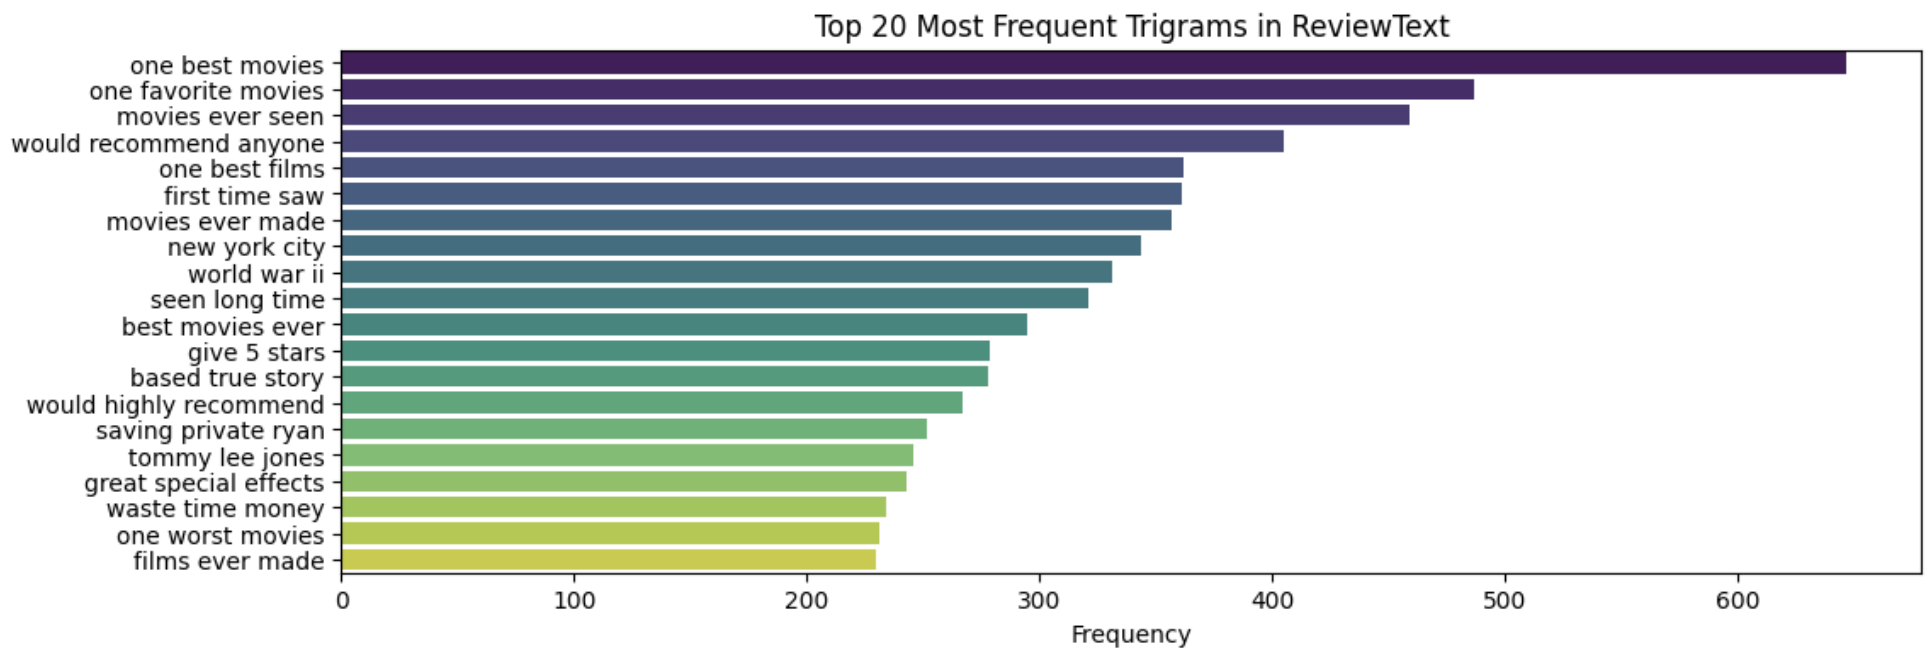 Top 20 Most Frequent Trigrams in ReviewText
one best movies
one favorite movies
movies ever seen
would recommend anyone
one best films
first time saw
movies ever made
new york city
world war ii
seen long time
best movies ever
give 5 stars
based true story
would highly recommend
saving private ryan
tommy lee jones
great special effects
waste time money
one worst movies
films ever made
0 100 200 300 400 500 600
Frequency